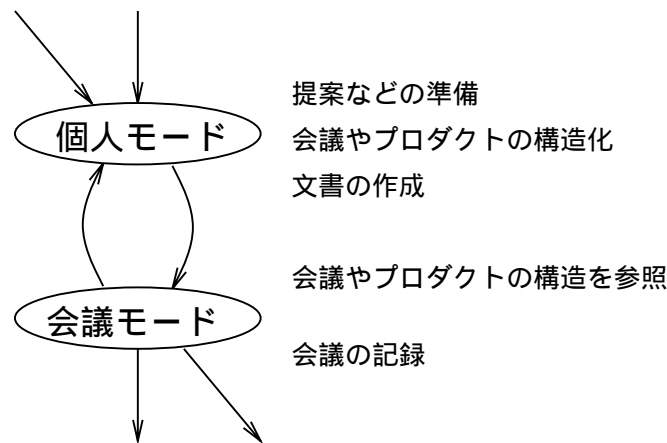 提案などの準備
個人モード
会議やプロダクトの構造化
文書の作成
会議やプロダクトの構造を参照
会議モード
会議の記録